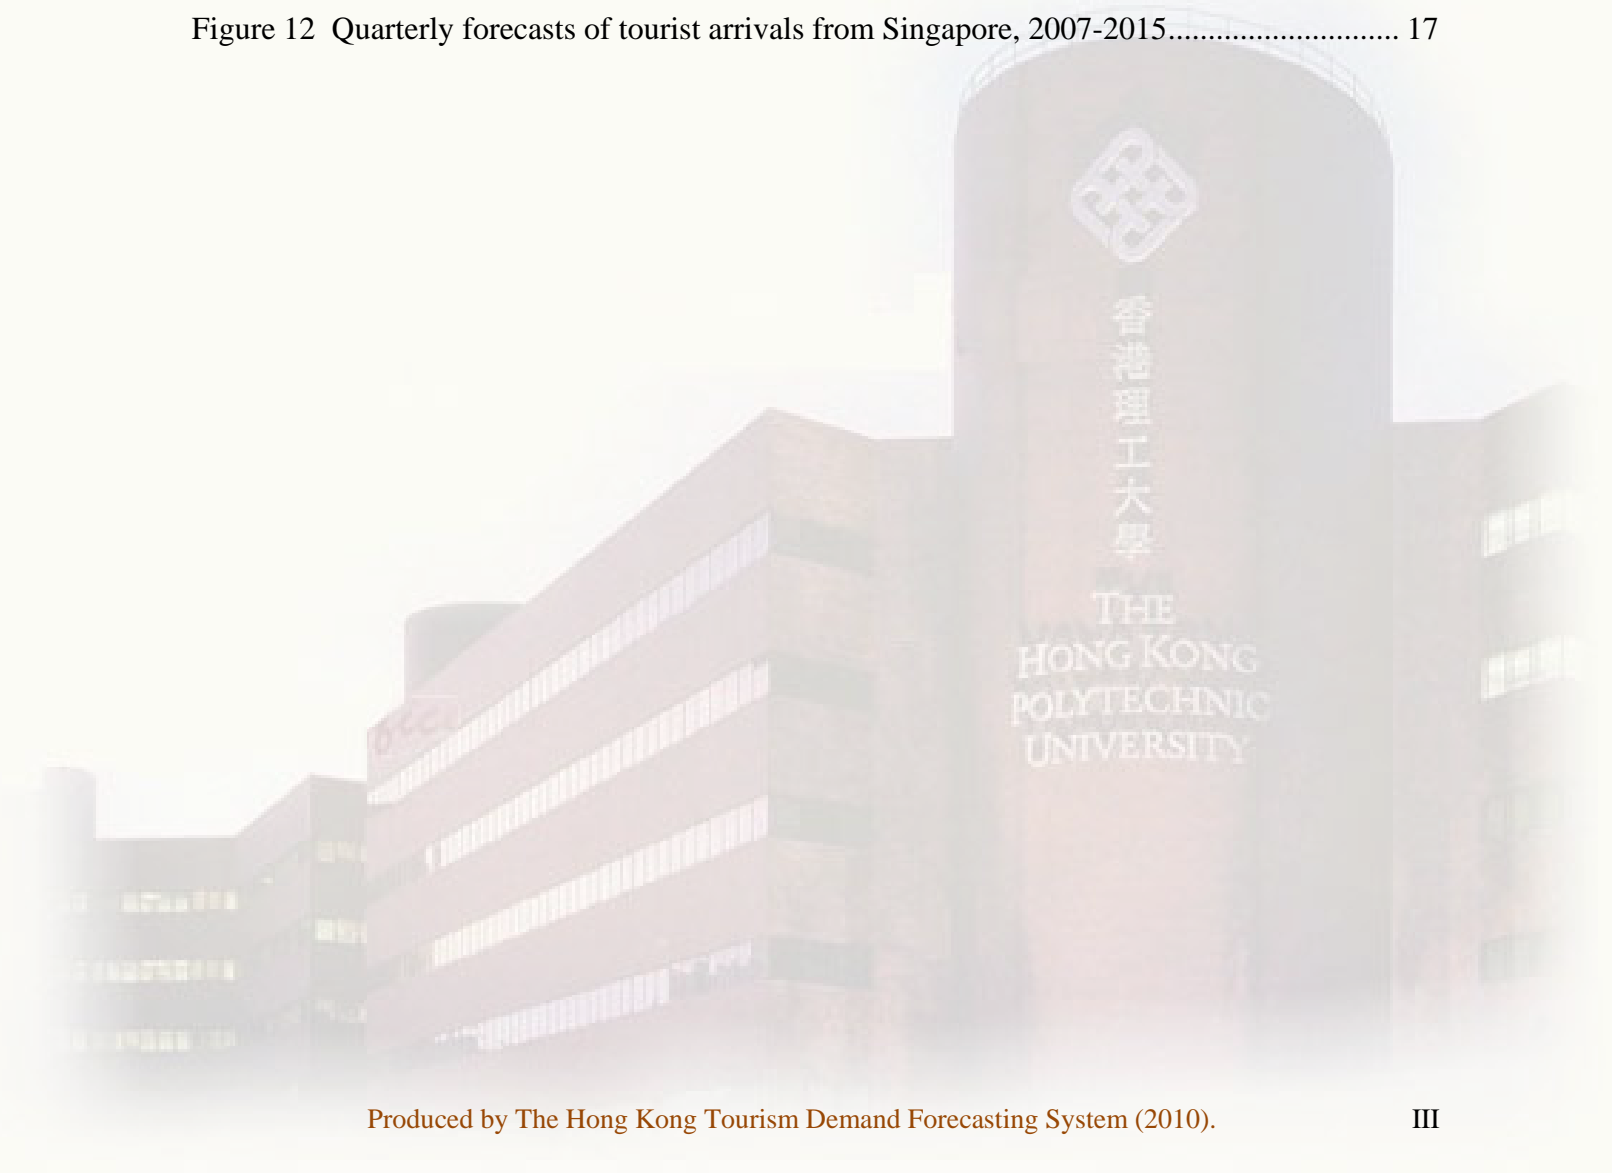 Figure 12 Quarterly forecasts of tourist arrivals from Singapore, 2007-2015............................. 17
香
港
理
工
大
學
THE
HONG KONG
POLYTECHNIC
UNIVERSITY
Produced by The Hong Kong Tourism Demand Forecasting System (2010). III